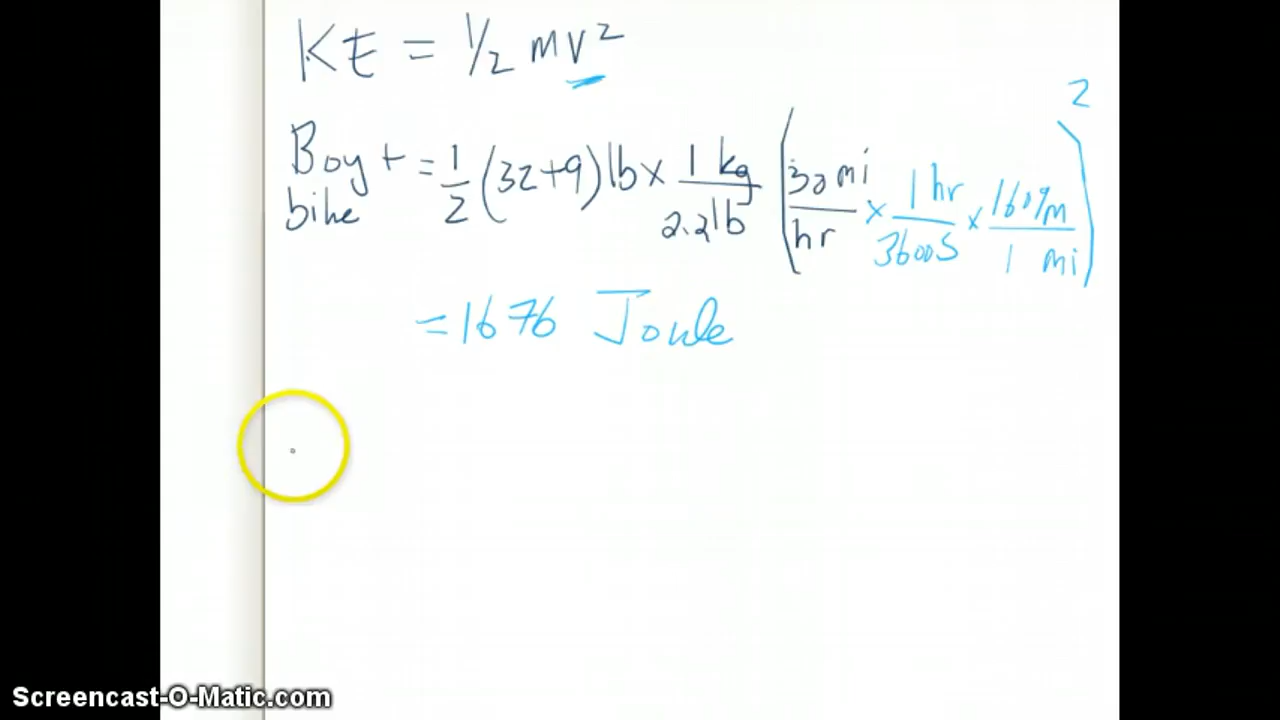 KE = 1/2 mv²
Boy + bike = 1/2 (32+9) lb x 1 kg / 2.2 lb (30 mi / hr x 1 hr / 3600 S x 1609 m / 1 mi)²
= 1676 Joule
Screencast-O-Matic.com